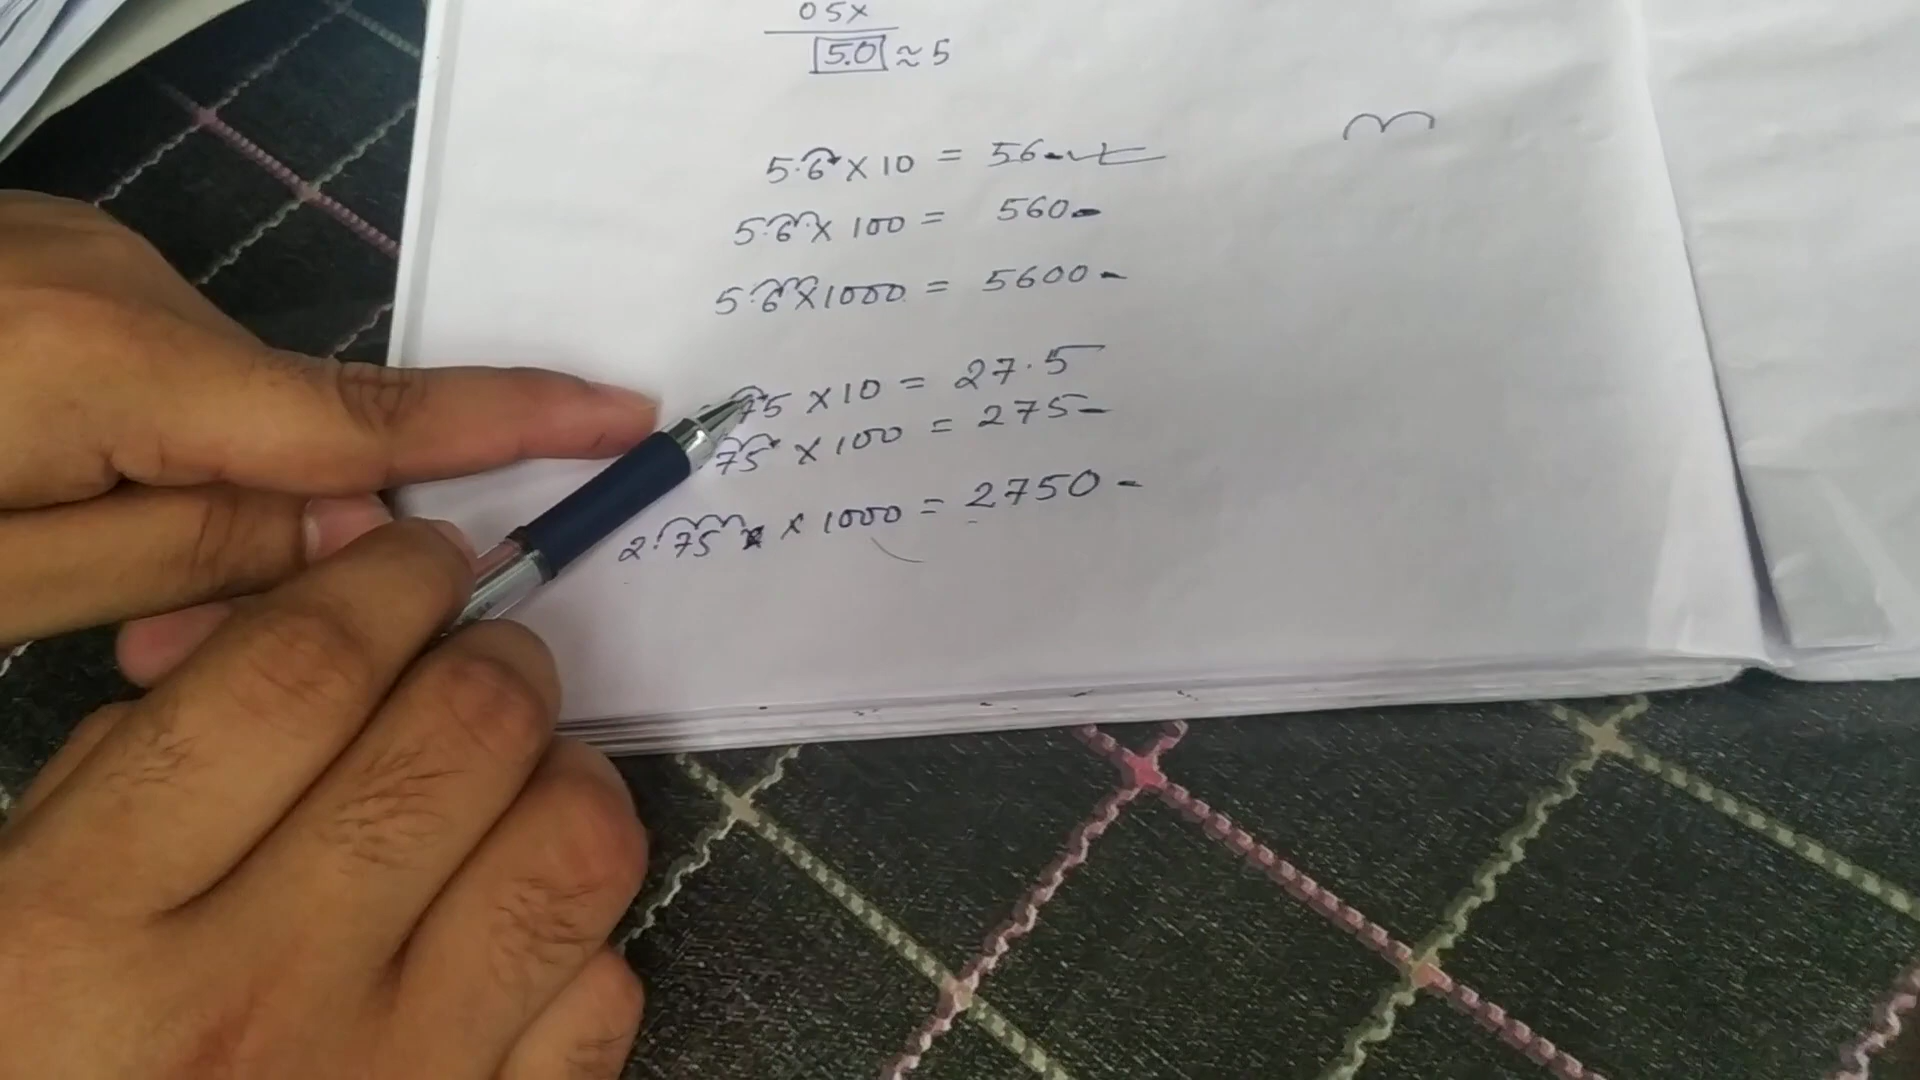 05x
5.0 ≈ 5
5.6 × 10 = 56
5.6 × 100 = 560
5.6 × 1000 = 5600
75 × 10 = 27.5
75 × 100 = 275
2.75 × 1000 = 2750